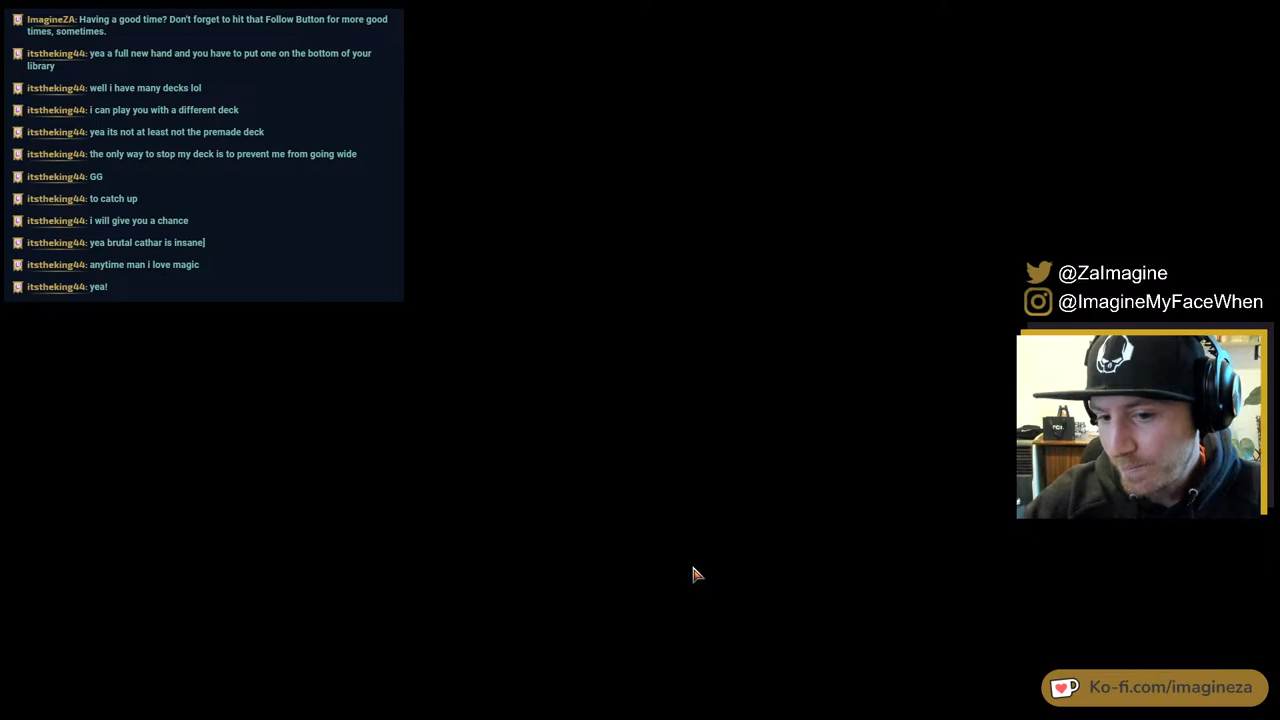 ImagineZA: Having a good time? Don't forget to hit that Follow Button for more good
times, sometimes.
itstheking44: yea a full new hand and you have to put one on the bottom of your
library
itstheking44: well i have many decks lol
itstheking44: i can play you with a different deck
itstheking44: yea its not at least not the premade deck
itstheking44: the only way to stop my deck is to prevent me from going wide
itstheking44: GG
itstheking44: to catch up
itstheking44: i will give you a chance
itstheking44: yea brutal cathar is insane]
itstheking44: anytime man i love magic
itstheking44: yea!
@ZaImagine
@ImagineMyFaceWhen
Ko-fi.com/imagineza